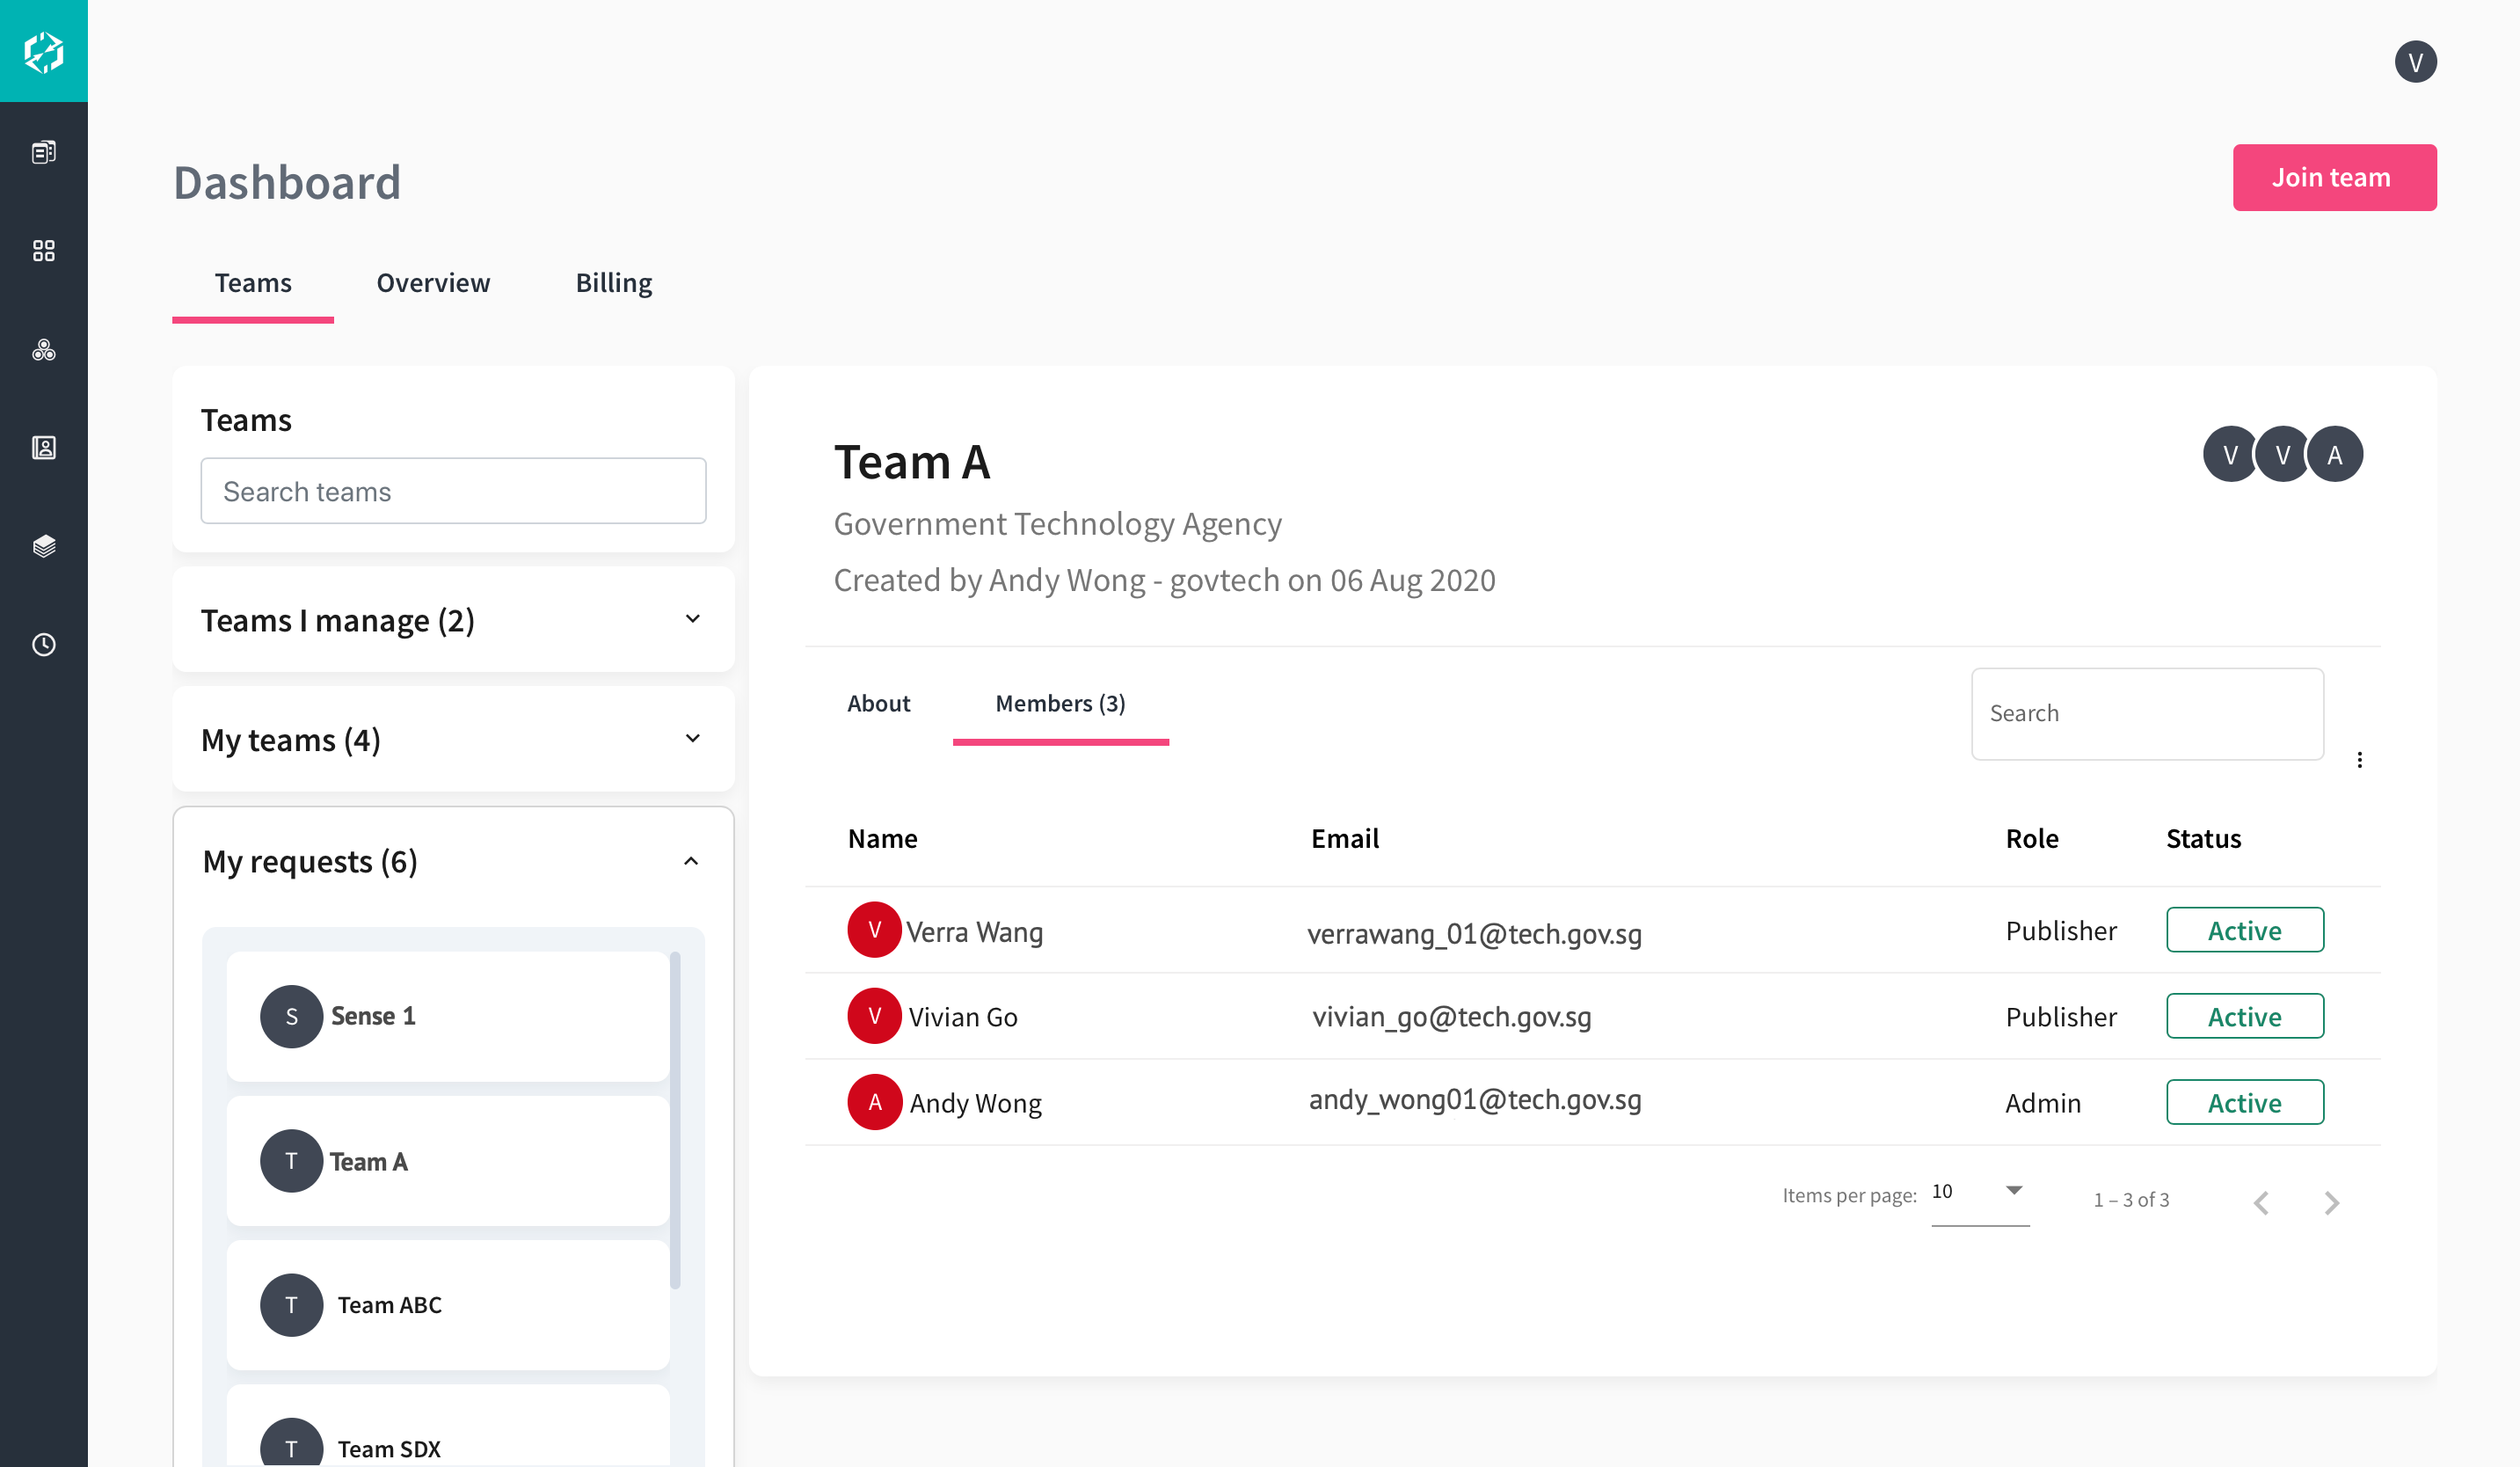 V
Dashboard
Join team
Teams Overview Billing
Teams
Search teams
Teams I manage (2)
My teams (4)
My requests (6)
S Sense 1
T Team A
T Team ABC
T Team SDX
Team A
V V A
Government Technology Agency
Created by Andy Wong - govtech on 06 Aug 2020
About Members (3)
Search
Name Email Role Status
V Verra Wang verrawang_01@tech.gov.sg Publisher Active
V Vivian Go vivian_go@tech.gov.sg Publisher Active
A Andy Wong andy_wong01@tech.gov.sg Admin Active
Items per page: 10 1 – 3 of 3